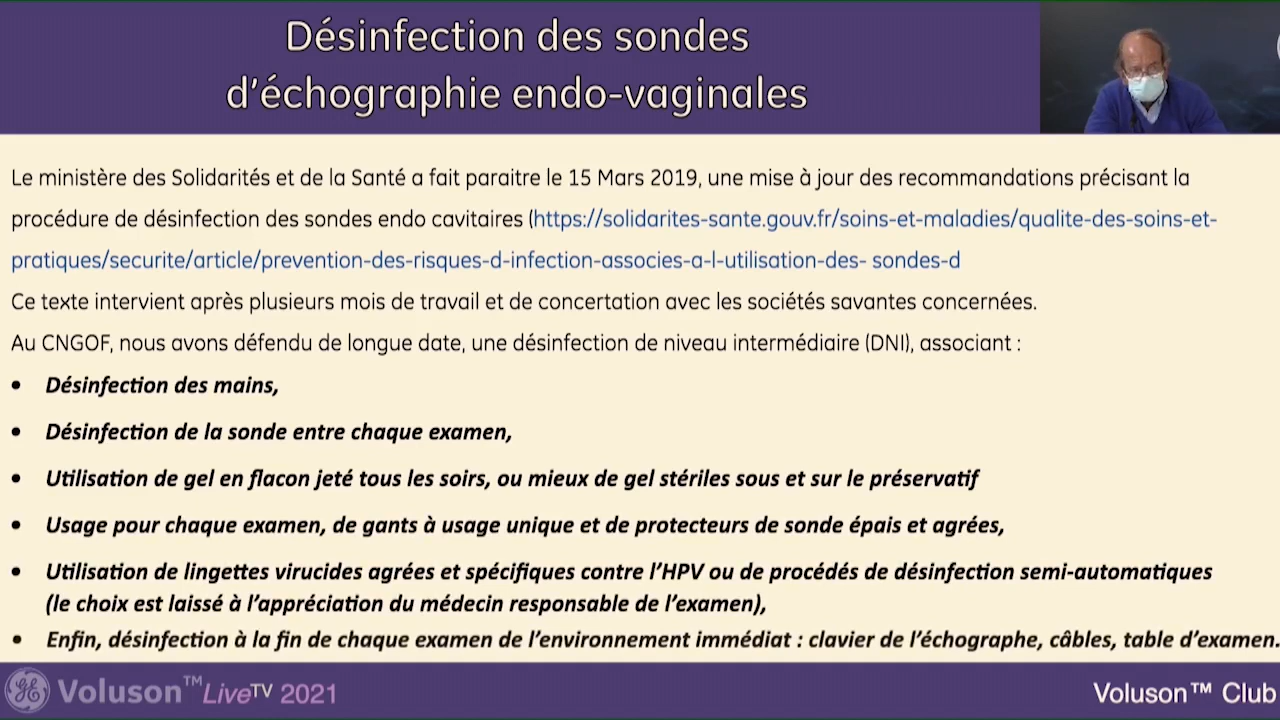 Désinfection des sondes
d'échographie endo-vaginales
Le ministère des Solidarités et de la Santé a fait paraitre le 15 Mars 2019, une mise à jour des recommandations précisant la
procédure de désinfection des sondes endo cavitaires (https://solidarites-sante.gouv.fr/soins-et-maladies/qualite-des-soins-et-
pratiques/securite/article/prevention-des-risques-d-infection-associes-a-l-utilisation-des- sondes-d
Ce texte intervient après plusieurs mois de travail et de concertation avec les sociétés savantes concernées.
Au CNGOF, nous avons défendu de longue date, une désinfection de niveau intermédiaire (DNI), associant :
• Désinfection des mains,
• Désinfection de la sonde entre chaque examen,
• Utilisation de gel en flacon jeté tous les soirs, ou mieux de gel stériles sous et sur le préservatif
• Usage pour chaque examen, de gants à usage unique et de protecteurs de sonde épais et agrées,
• Utilisation de lingettes virucides agrées et spécifiques contre l'HPV ou de procédés de désinfection semi-automatiques
(le choix est laissé à l'appréciation du médecin responsable de l'examen),
• Enfin, désinfection à la fin de chaque examen de l'environnement immédiat : clavier de l'échographe, câbles, table d'examen.
GE Voluson™ LiveTV 2021
Voluson™ Club